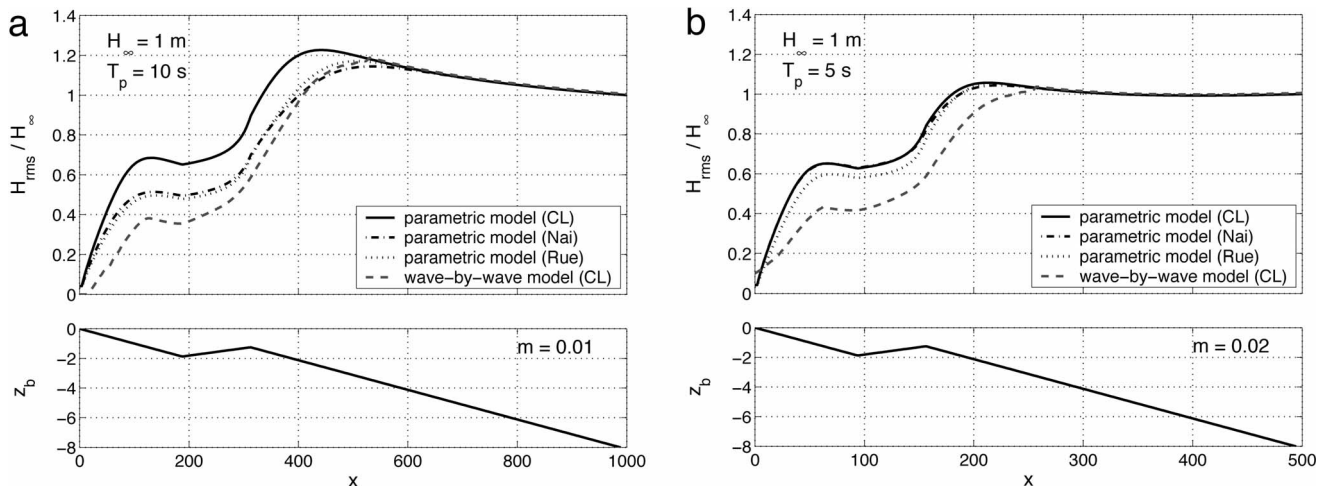 a
H∞ = 1 m
Tp = 10 s
Hrms / H∞
1.4
1.2
1
0.8
0.6
0.4
0.2
0
parametric model (CL)
parametric model (Nai)
parametric model (Rue)
wave−by−wave model (CL)
zb
0
−2
−4
−6
−8
m = 0.01
0
200
400
600
800
1000
x
b
H∞ = 1 m
Tp = 5 s
Hrms / H∞
1.4
1.2
1
0.8
0.6
0.4
0.2
0
parametric model (CL)
parametric model (Nai)
parametric model (Rue)
wave−by−wave model (CL)
zb
0
−2
−4
−6
−8
m = 0.02
0
100
200
300
400
500
x